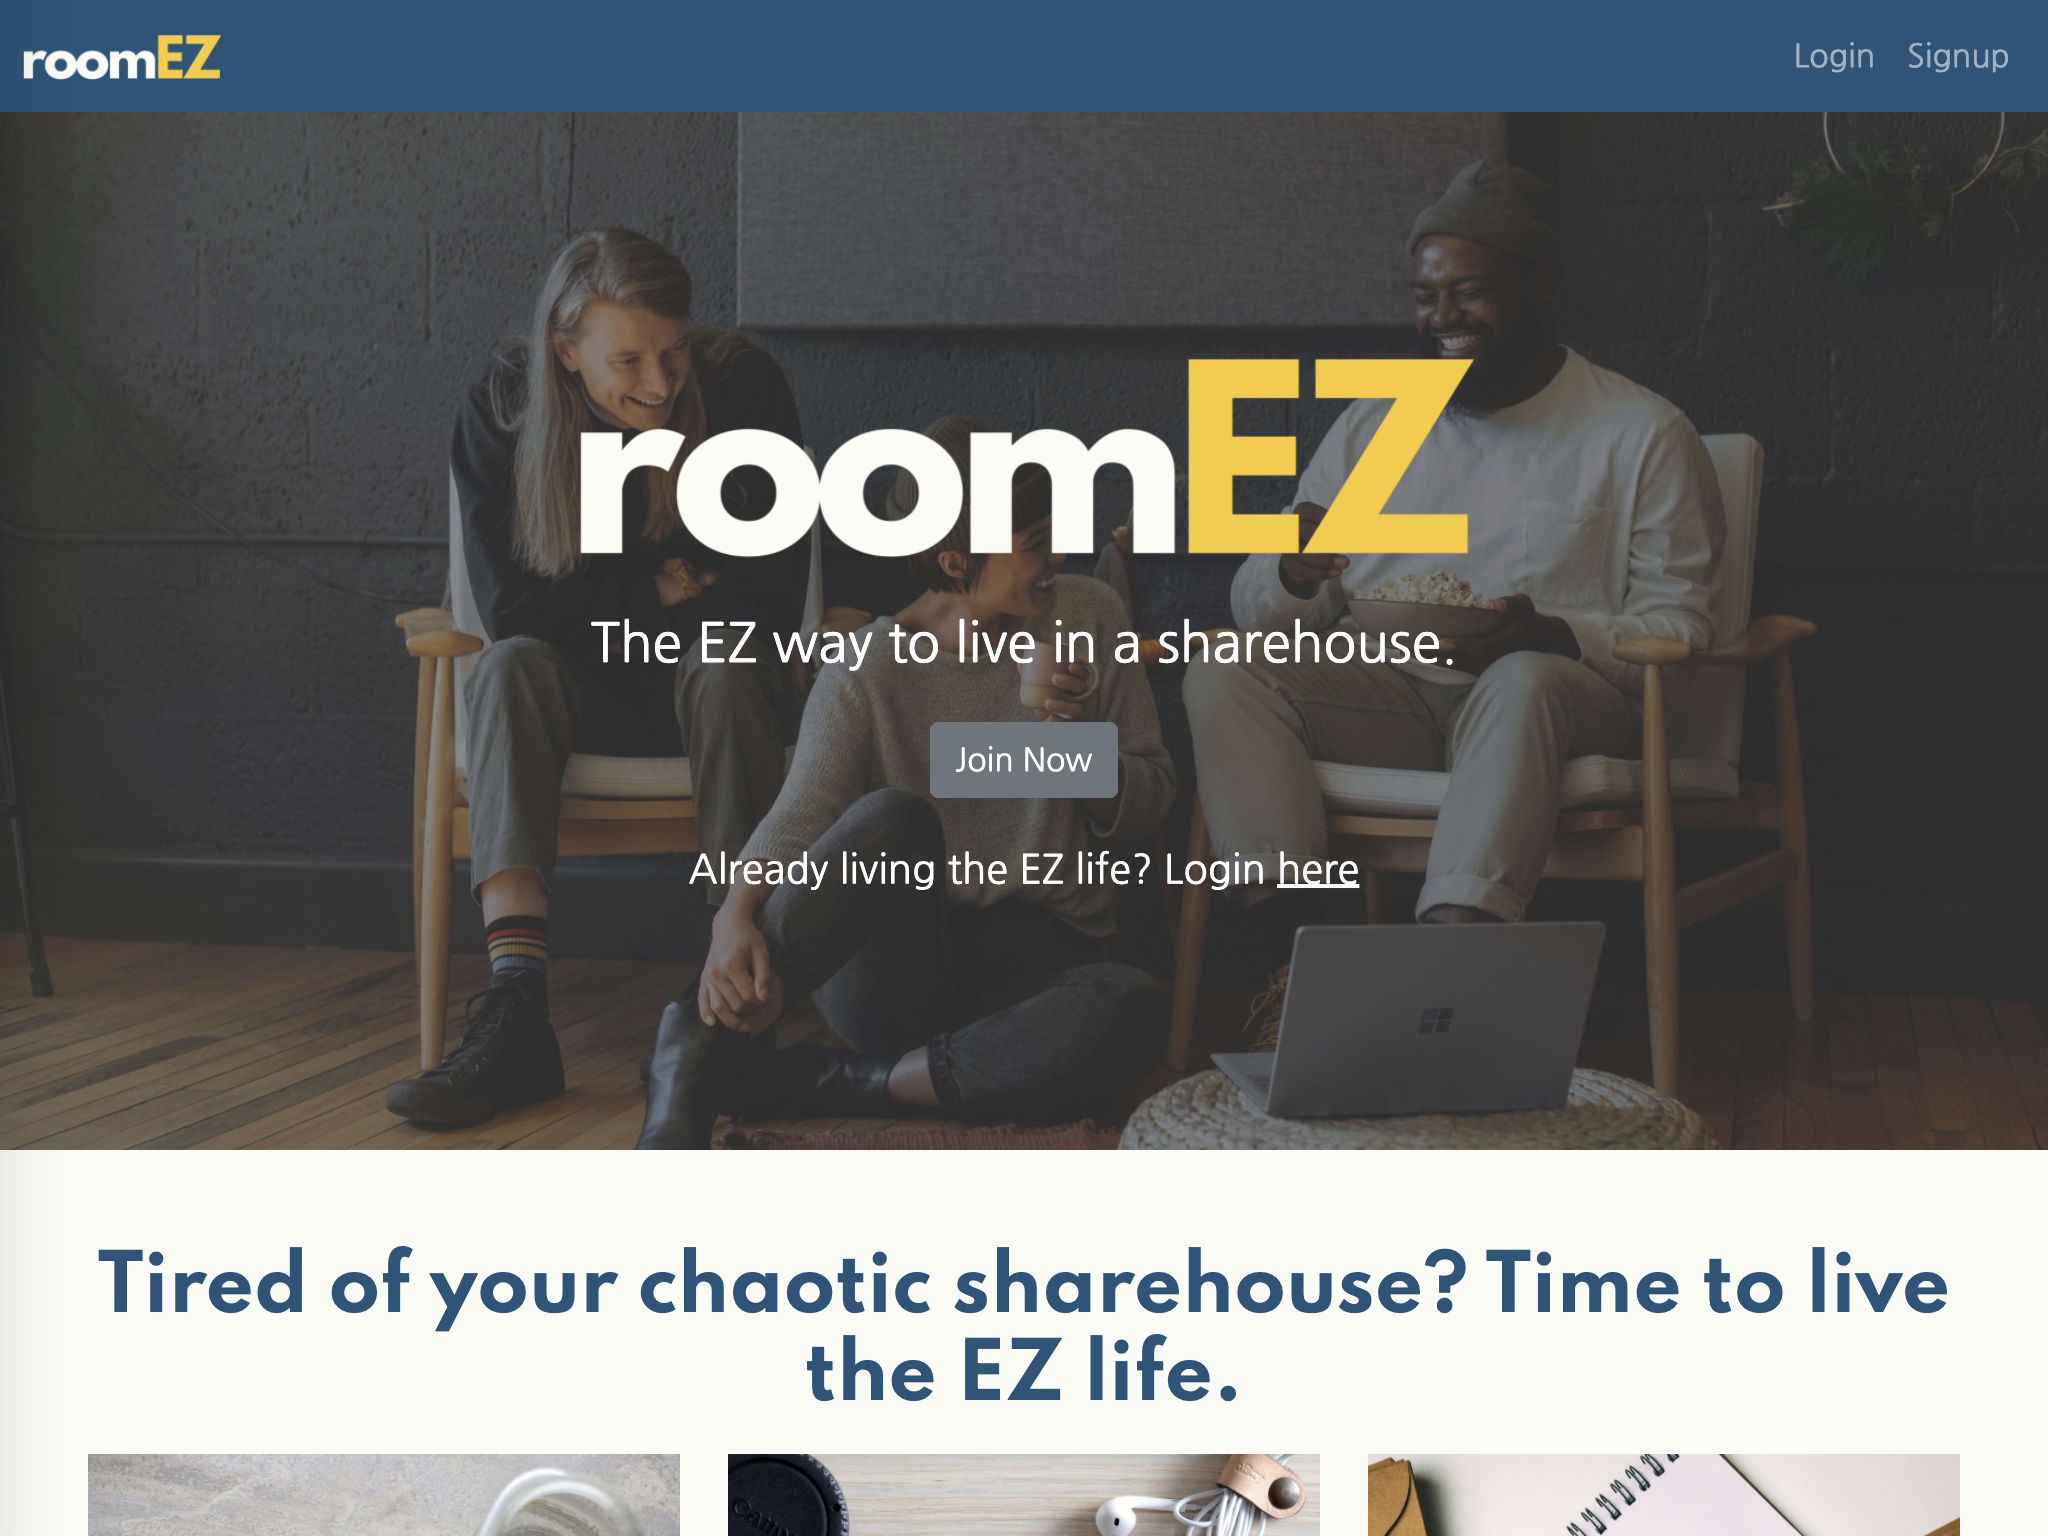 roomEZ
Login Signup
roomEZ
The EZ way to live in a sharehouse.
Join Now
Already living the EZ life? Login here
Tired of your chaotic sharehouse? Time to live
the EZ life.